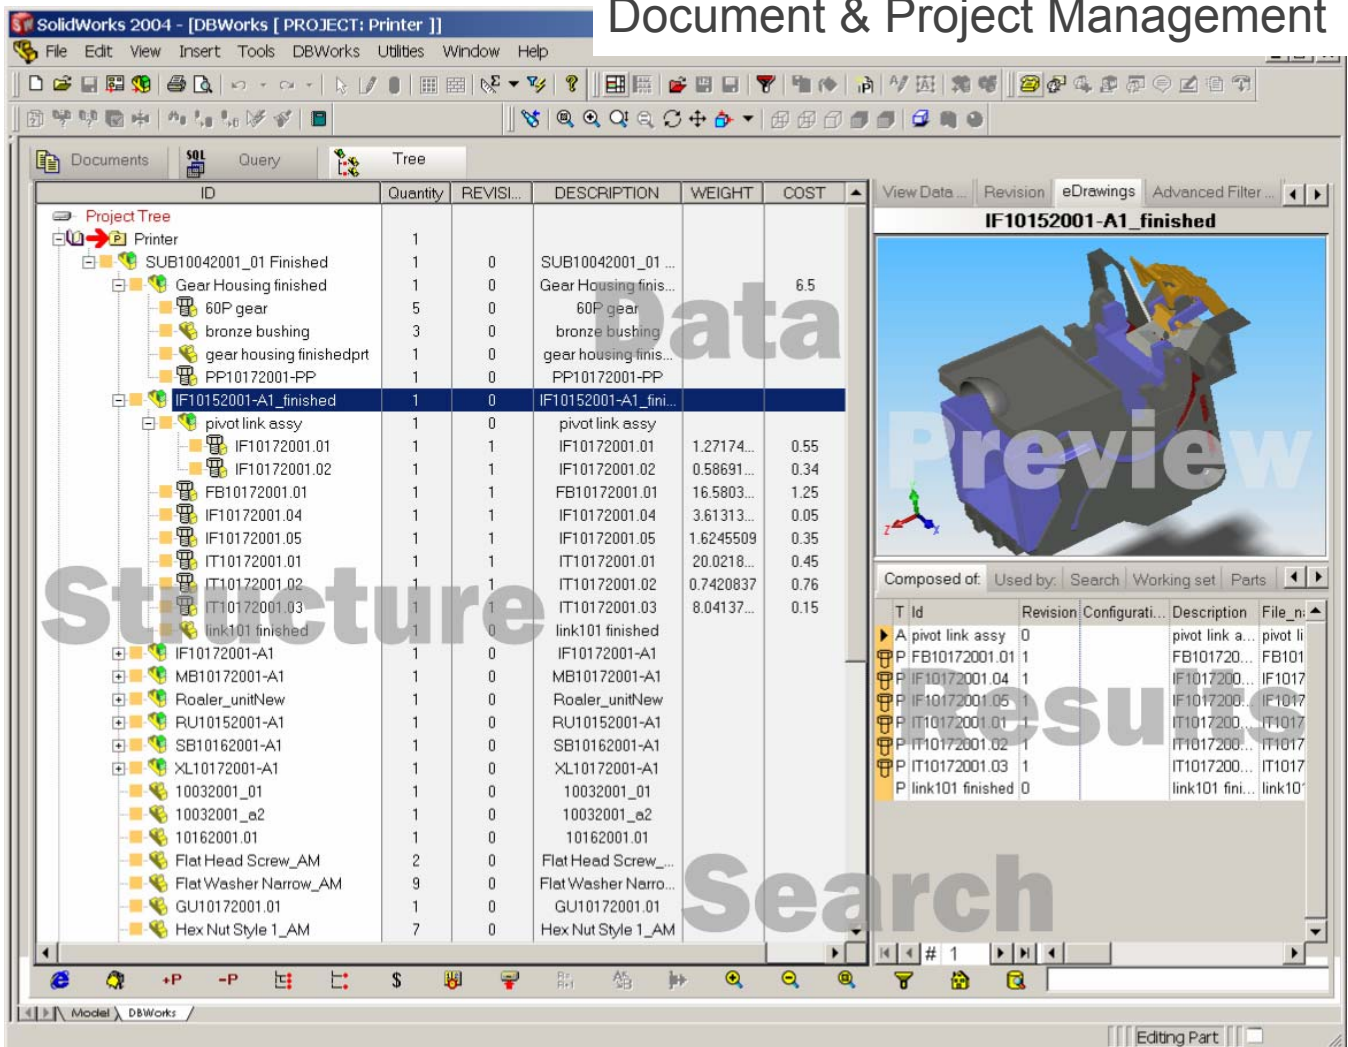 Document & Project Management
SolidWorks 2004 - [DBWorks [ PROJECT: Printer ]]
File Edit View Insert Tools DBWorks Utilities Window Help
Documents SQL Query Tree
ID Quantity REVISI... DESCRIPTION WEIGHT COST
Project Tree
Printer 1
SUB10042001_01 Finished 1 0 SUB10042001_01 ...
Gear Housing finished 1 0 Gear Housing finis... 6.5
60P gear 5 0 60P gear
bronze bushing 3 0 bronze bushing
gear housing finishedprt 1 0 gear housing finis...
PP10172001-PP 1 0 PP10172001-PP
IF10152001-A1_finished 1 0 IF10152001-A1_fini...
pivot link assy 1 0 pivot link assy
IF10172001.01 1 1 IF10172001.01 1.27174... 0.55
IF10172001.02 1 1 IF10172001.02 0.58691... 0.34
FB10172001.01 1 1 FB10172001.01 16.5803... 1.25
IF10172001.04 1 1 IF10172001.04 3.61313... 0.05
IF10172001.05 1 1 IF10172001.05 1.6245509 0.35
IT10172001.01 1 1 IT10172001.01 20.0218... 0.45
IT10172001.02 1 1 IT10172001.02 0.7420837 0.76
IT10172001.03 1 1 IT10172001.03 8.04137... 0.15
link101 finished 1 0 link101 finished
IF10172001-A1 1 0 IF10172001-A1
MB10172001-A1 1 0 MB10172001-A1
Roaler_unitNew 1 0 Roaler_unitNew
RU10152001-A1 1 0 RU10152001-A1
SB10162001-A1 1 0 SB10162001-A1
XL10172001-A1 1 0 XL10172001-A1
10032001_01 1 0 10032001_01
10032001_a2 1 0 10032001_a2
10162001.01 1 0 10162001.01
Flat Head Screw_AM 2 0 Flat Head Screw_...
Flat Washer Narrow_AM 9 0 Flat Washer Narro...
GU10172001.01 1 0 GU10172001.01
Hex Nut Style 1_AM 7 0 Hex Nut Style 1_AM
Data
Structure
Search
View Data ... Revision eDrawings Advanced Filter ...
IF10152001-A1_finished
Preview
Z X
Composed of: Used by: Search Working set Parts
T Id Revision Configurati... Description File_n
A pivot link assy 0 pivot link a... pivot li
P FB10172001.01 1 FB101720... FB101
P IF10172001.04 1 IF1017200... IF1017
P IF10172001.05 1 IF1017200... IF1017
P IT10172001.01 1 IT1017200... IT1017
P IT10172001.02 1 IT1017200... IT1017
P IT10172001.03 1 IT1017200... IT1017
P link101 finished 0 link101 fini... link10
Results
# 1
+P -P $
Model DBWorks
Editing Part